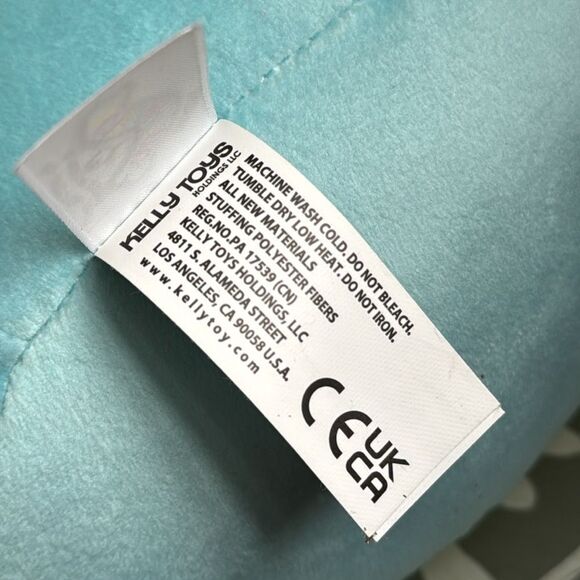 KELLY TOYS
HOLDINGS LLC
MACHINE WASH COLD. DO NOT BLEACH.
TUMBLE DRY LOW HEAT. DO NOT IRON.
ALL NEW MATERIALS
STUFFING POLYESTER FIBERS
REG.NO.PA 17539 (CN)
KELLY TOYS HOLDINGS, LLC
4811 S. ALAMEDA STREET
LOS ANGELES, CA 90058 U.S.A.
www.kellytoy.com
CE
UK
CA